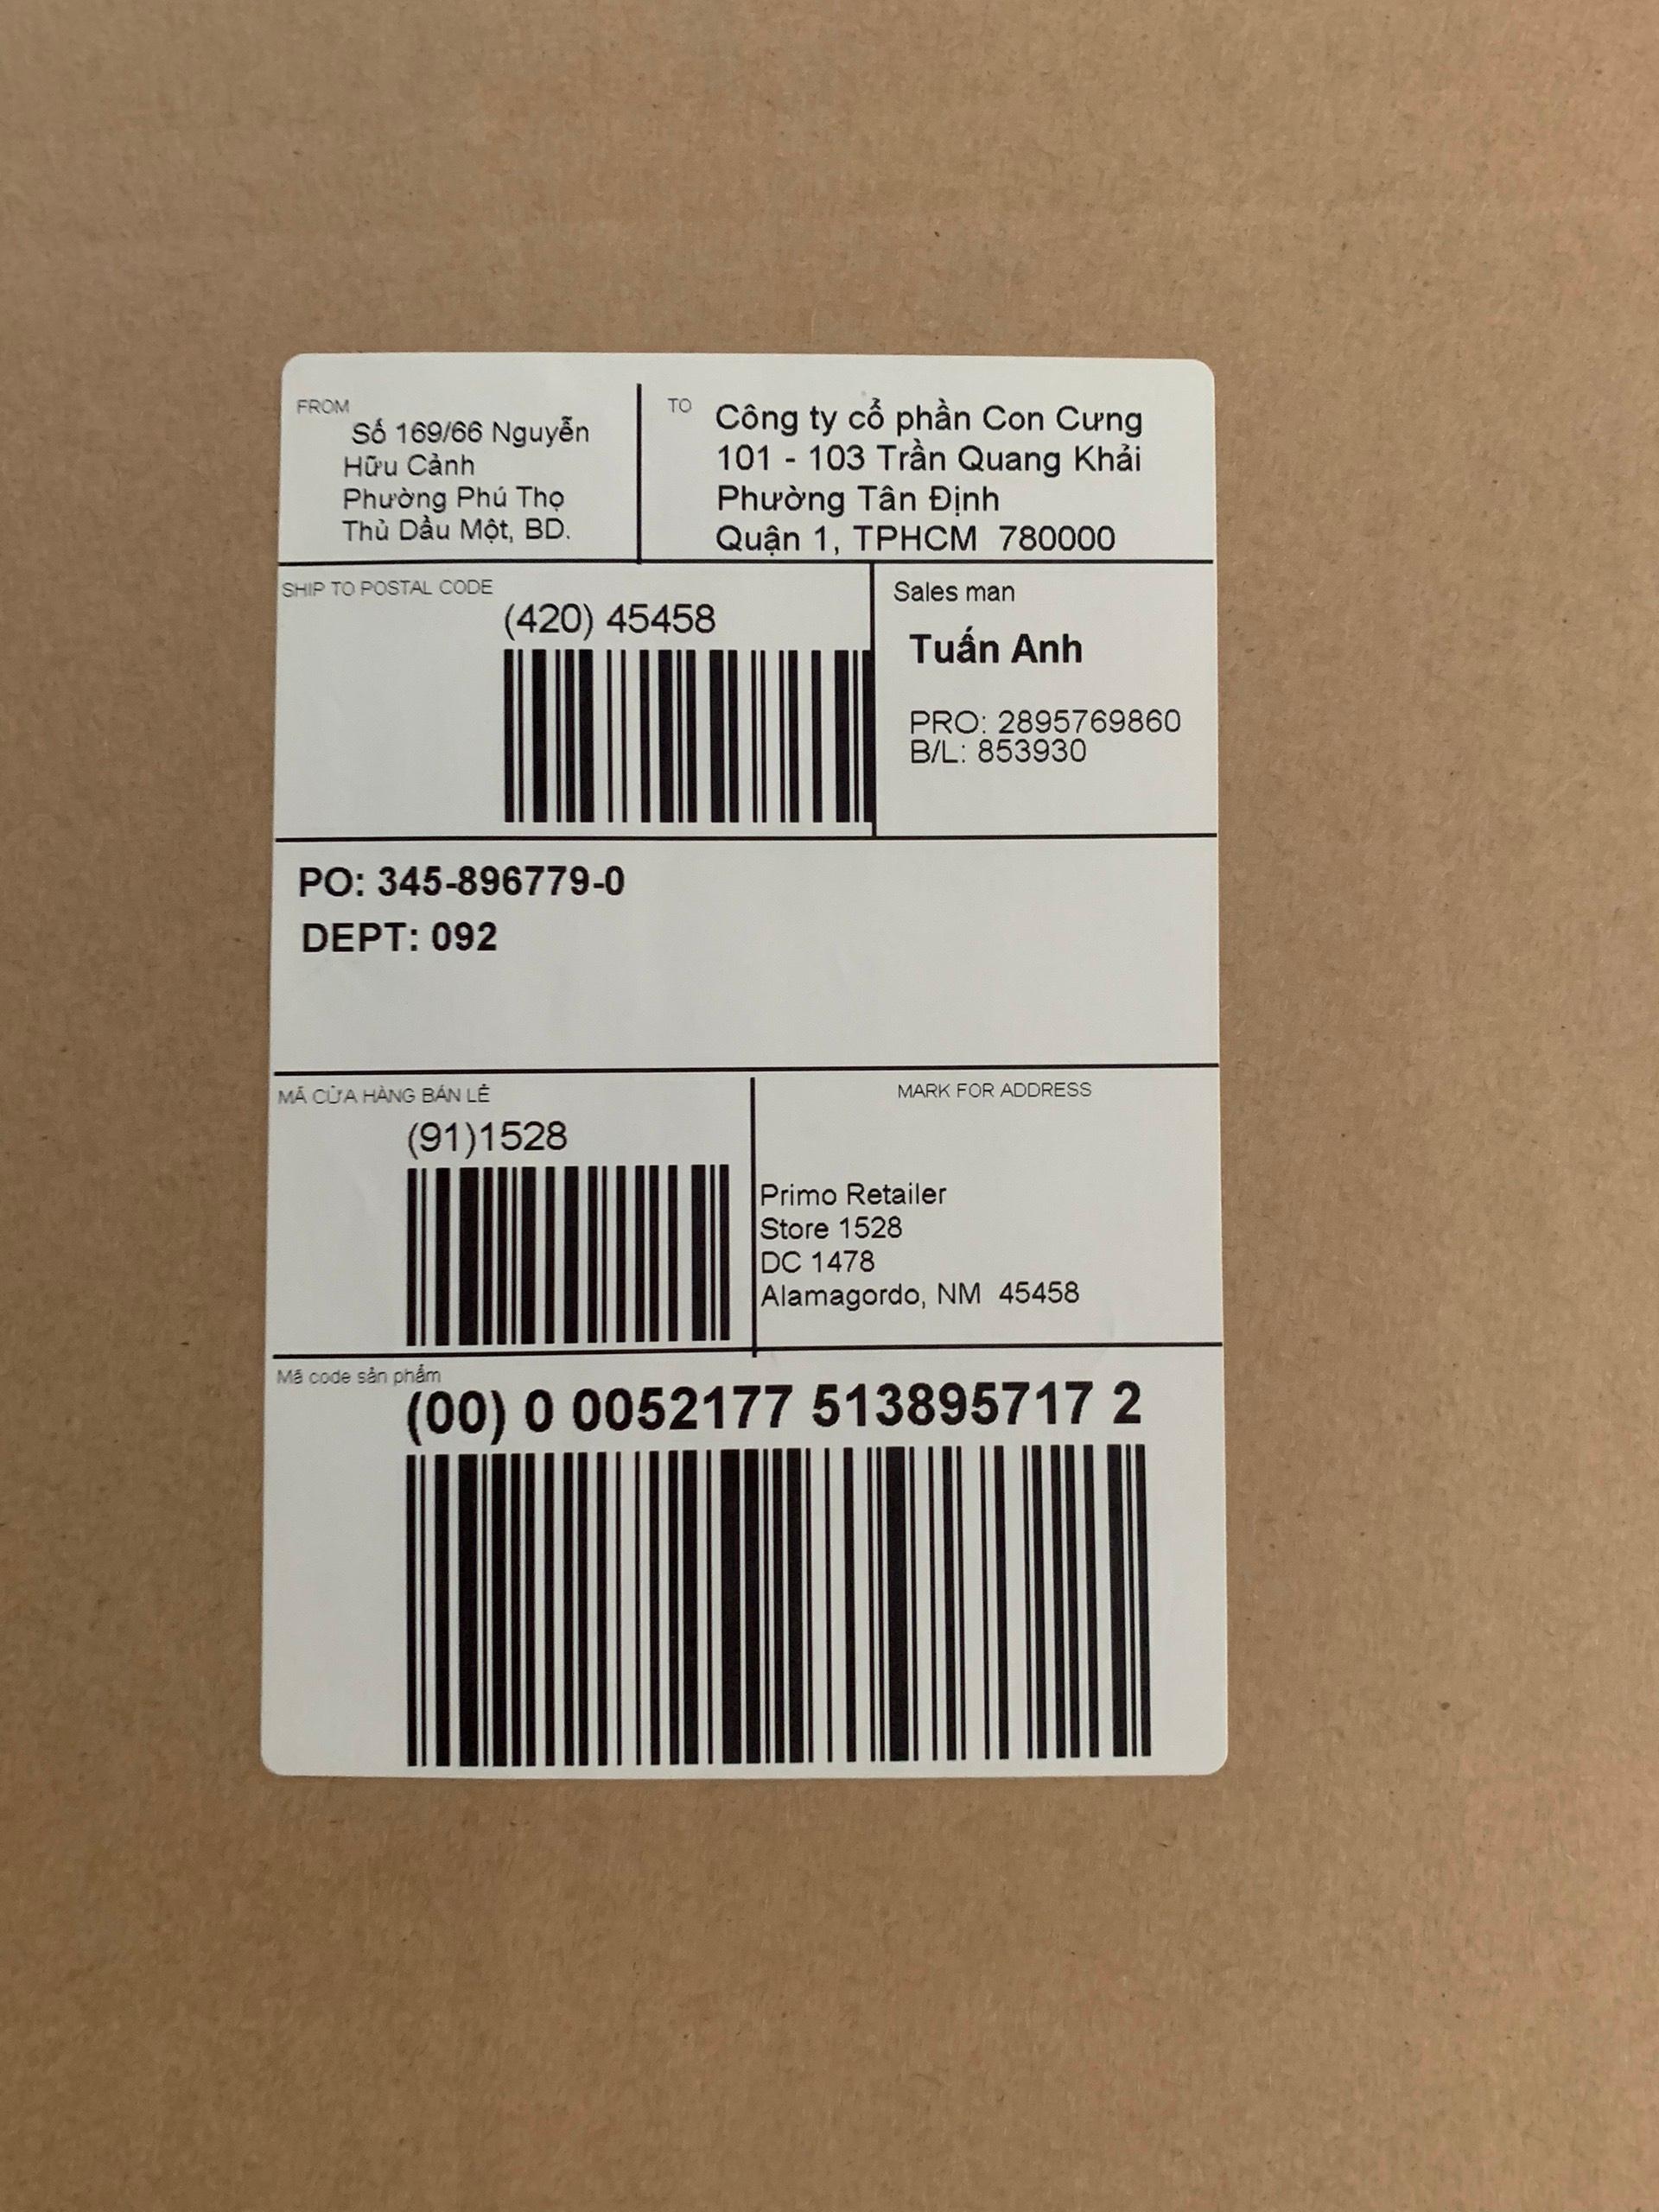 FROM
Số 169/66 Nguyễn
Hữu Cảnh
Phường Phú Thọ
Thủ Dầu Một, BD.
TO
Công ty cổ phần Con Cưng
101 - 103 Trần Quang Khải
Phường Tân Định
Quận 1, TPHCM 780000
SHIP TO POSTAL CODE
(420) 45458
Sales man
Tuấn Anh
PRO: 2895769860
B/L: 853930
PO: 345-896779-0
DEPT: 092
MÃ CỬA HÀNG BÁN LẺ
(91)1528
MARK FOR ADDRESS
Primo Retailer
Store 1528
DC 1478
Alamagordo, NM 45458
Mã code sản phẩm
(00) 0 0052177 513895717 2